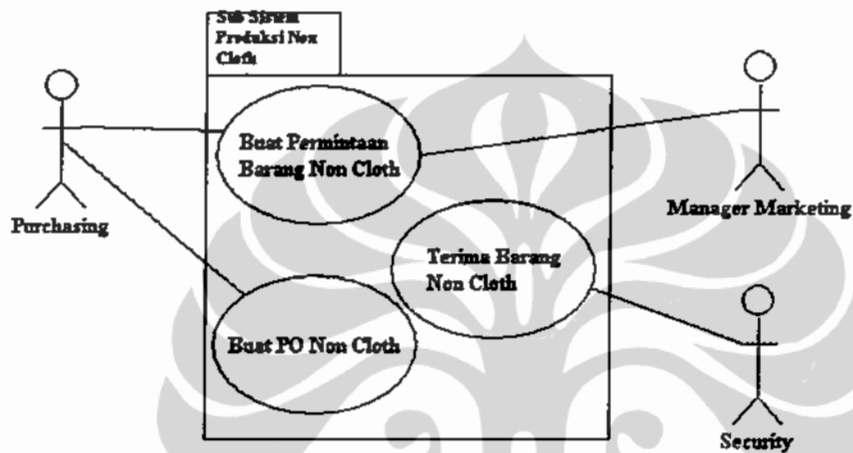 Sub Sistem
Produksi Non
Cloth
Buat Permintaan
Barang Non Cloth
Purchasing
Manager Marketing
Terima Barang
Non Cloth
Buat PO Non Cloth
Security